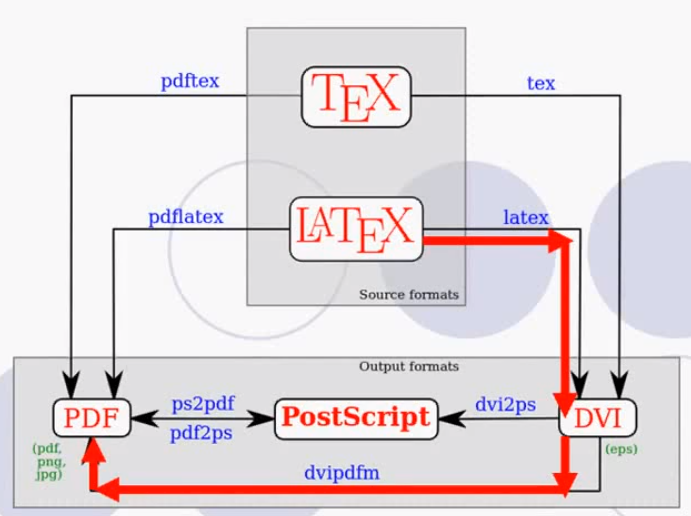 pdftex
tex
TEX
pdflatex
latex
LATEX
Source formats
Output formats
PDF
ps2pdf
pdf2ps
PostScript
dvi2ps
DVI
(pdf,
png,
jpg)
(eps)
dvipdfm